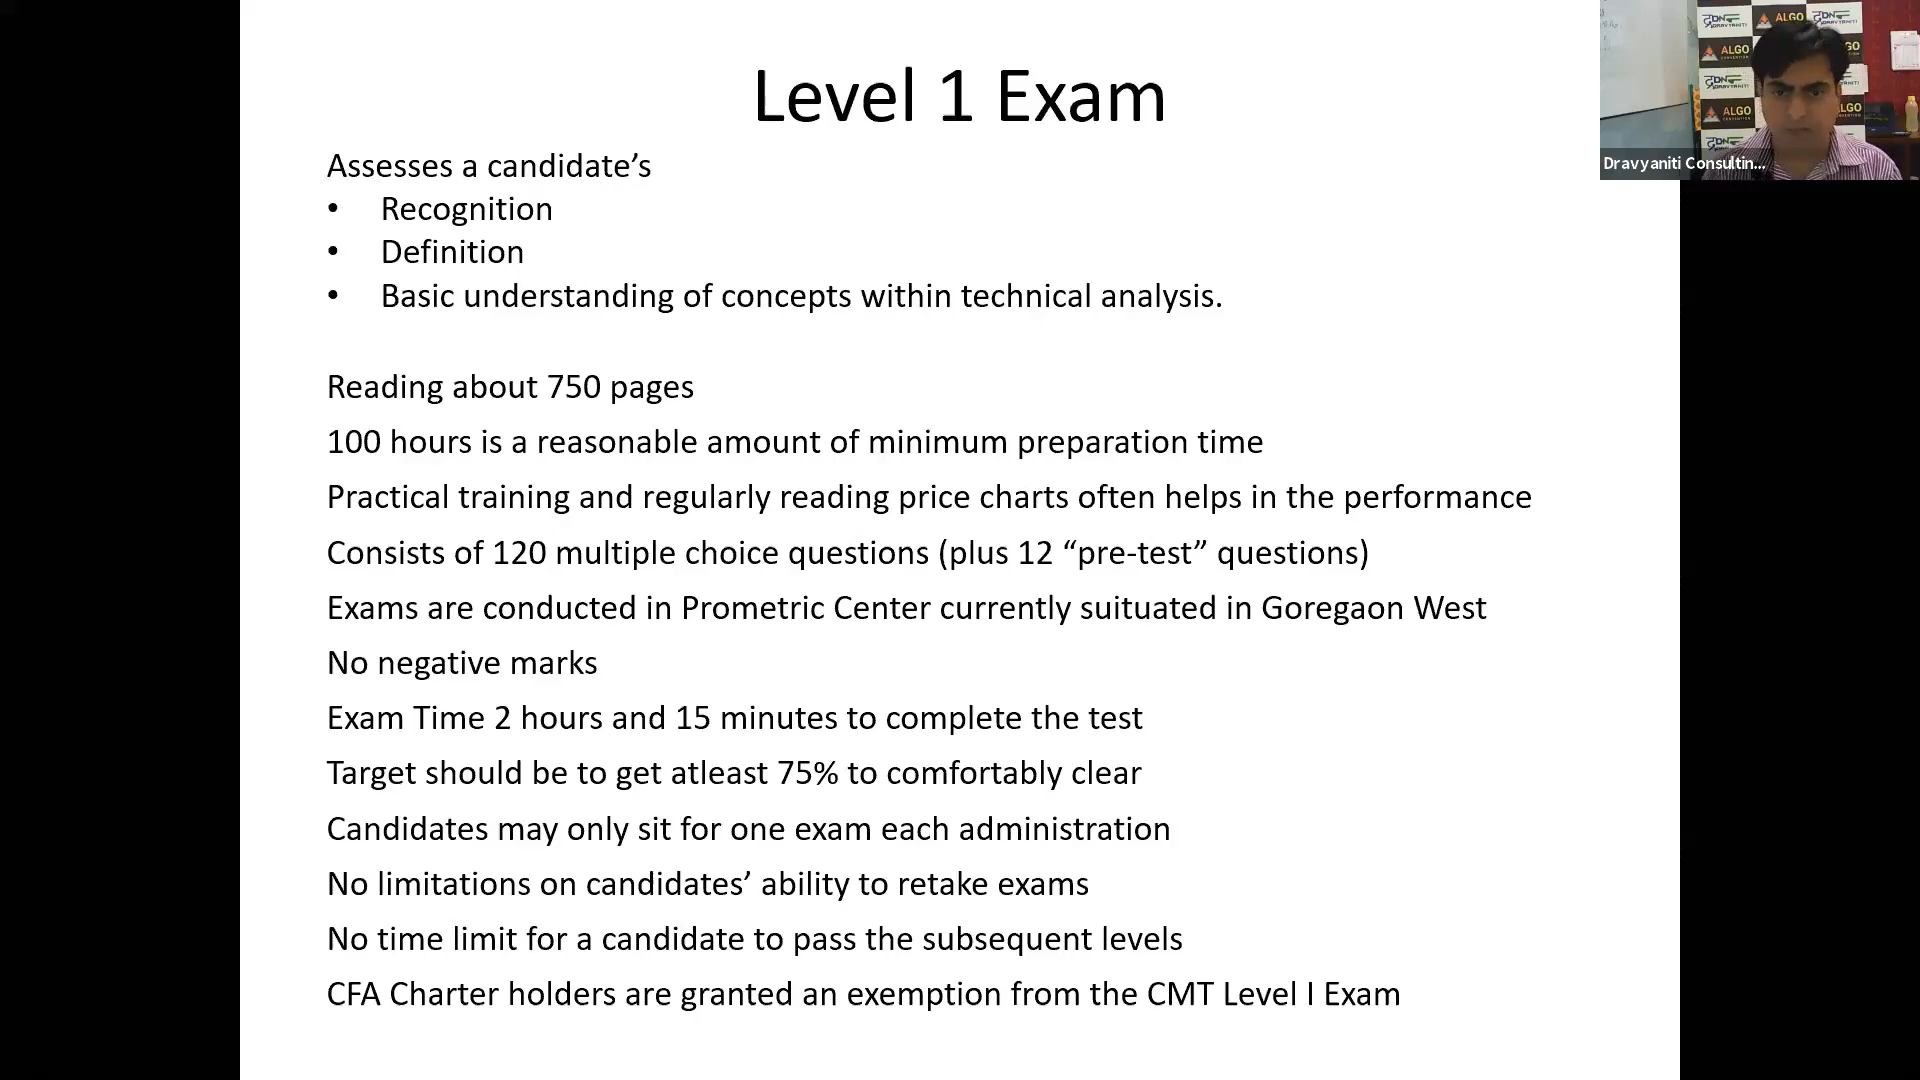 Level 1 Exam
Assesses a candidate’s
• Recognition
• Definition
• Basic understanding of concepts within technical analysis.
Reading about 750 pages
100 hours is a reasonable amount of minimum preparation time
Practical training and regularly reading price charts often helps in the performance
Consists of 120 multiple choice questions (plus 12 “pre-test” questions)
Exams are conducted in Prometric Center currently suituated in Goregaon West
No negative marks
Exam Time 2 hours and 15 minutes to complete the test
Target should be to get atleast 75% to comfortably clear
Candidates may only sit for one exam each administration
No limitations on candidates’ ability to retake exams
No time limit for a candidate to pass the subsequent levels
CFA Charter holders are granted an exemption from the CMT Level I Exam
ALGO
ALGO
ALGO
ALGO
Dravyaniti Consultin...